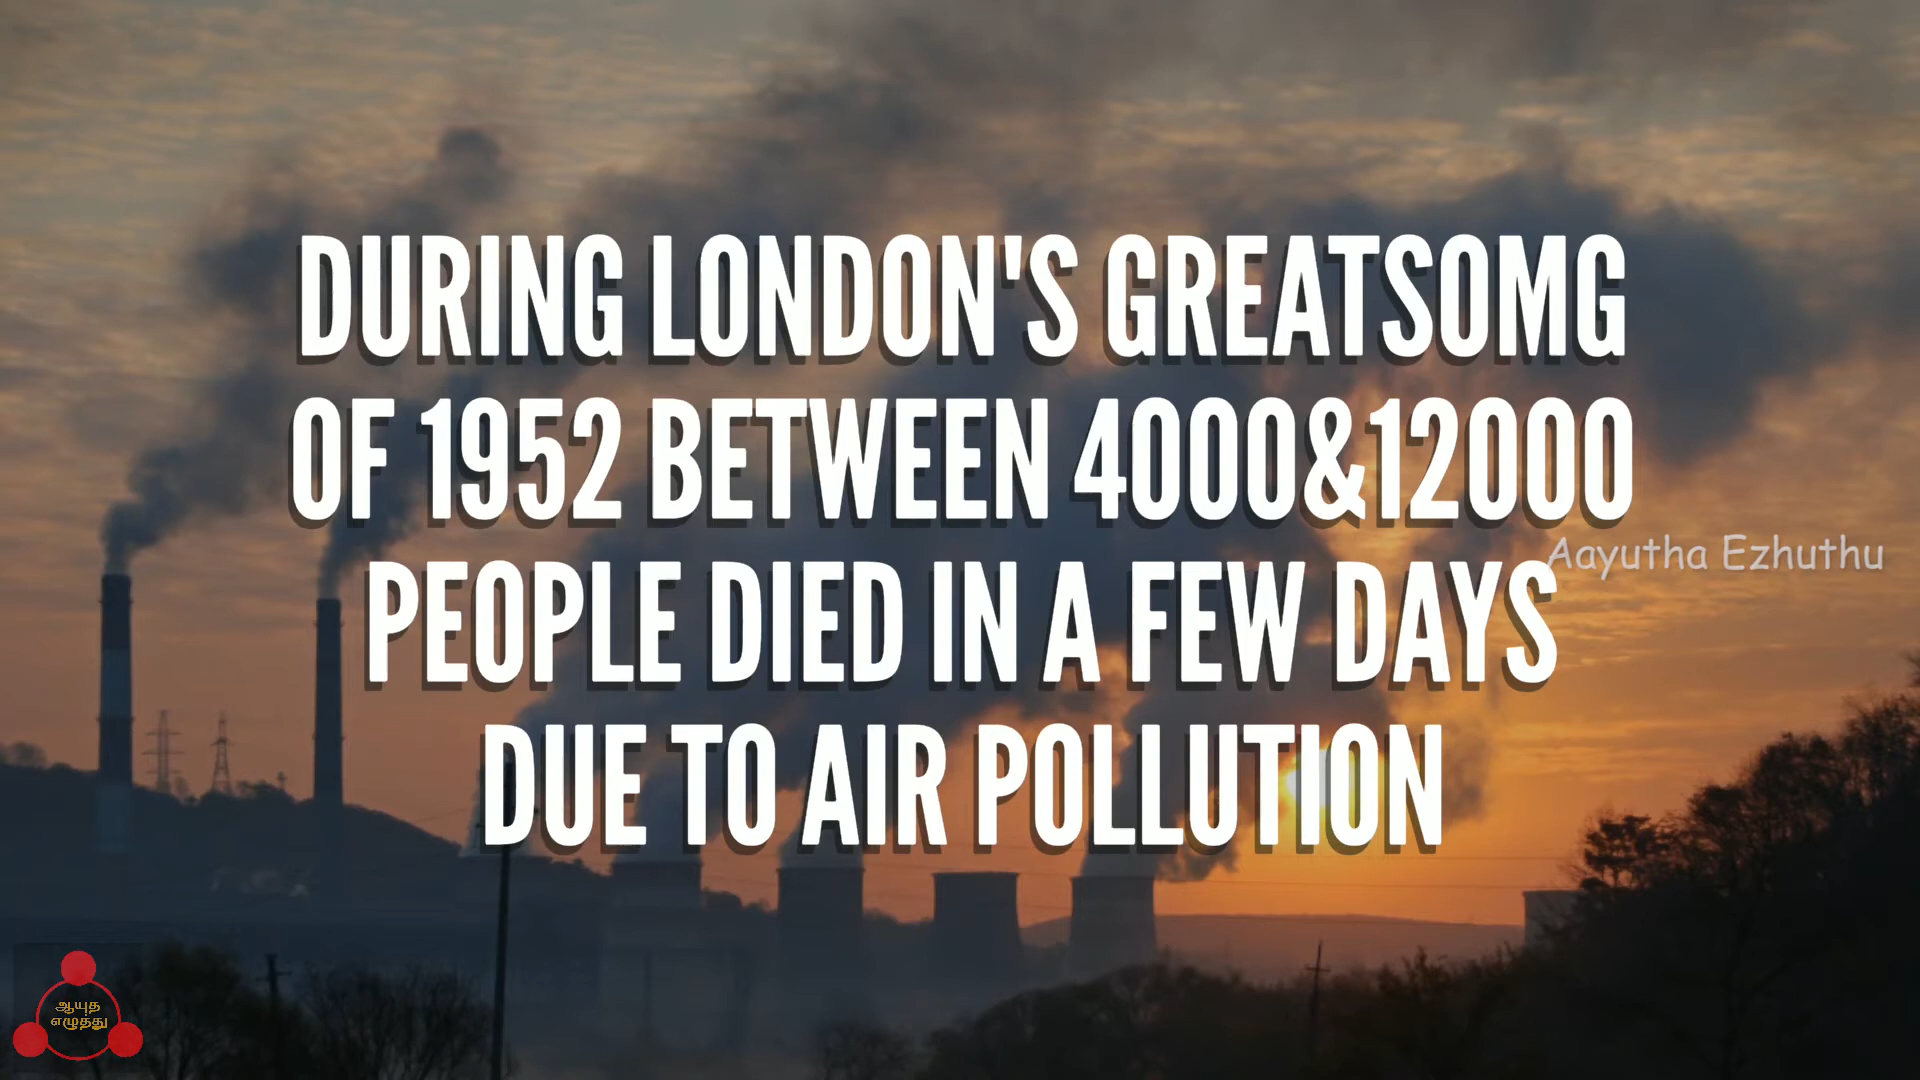 DURING LONDON'S GREATSOMG
OF 1952 BETWEEN 4000&12000
Aayutha Ezhuthu
PEOPLE DIED IN A FEW DAYS
DUE TO AIR POLLUTION
ஆயுத
எழுத்து